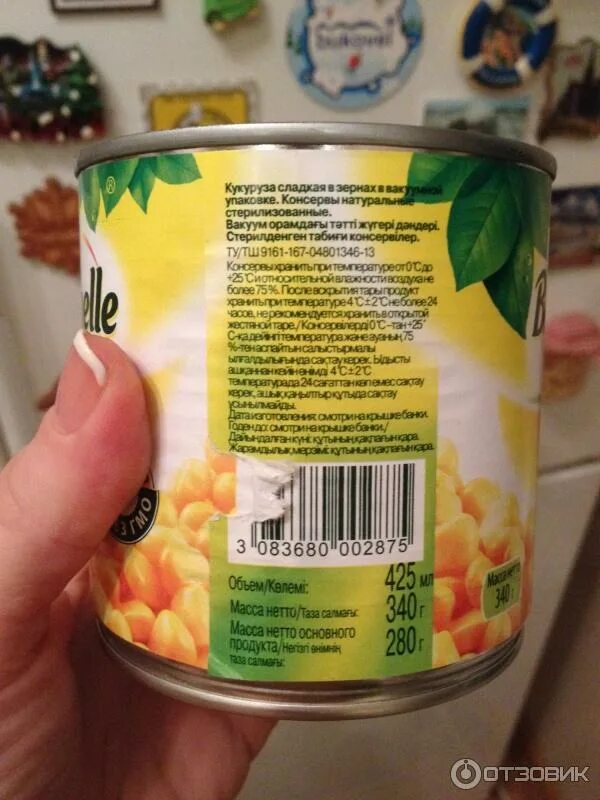 bukovel
®
elle
B
Кукуруза сладкая в зернах в вакуумной
упаковке. Консервы натуральные
стерилизованные.
Вакуум орамдағы тәтті жүгері дәндері.
Стерилденген табиғи консервілер.
ТУ/ТШ 9161-167-04801346-13
Консервы хранить при температуре от 0˚С до
+25˚С и относительной влажности воздуха не
более 75 %. После вскрытия тары продукт
хранить при температуре 4˚С±2˚С не более 24
часов, не рекомендуется хранить в открытой
жестяной таре./ Консервілерді 0˚С –тан +25˚
С-қа дейінгі температура және ауаның 75
%-тен аспайтын салыстырмалы
ылғалдылығында сақтау керек. Ыдысты
ашқаннан кейін өнімді 4˚С±2˚С
температурада 24 сағаттан көп емес сақтау
керек, ашық қаңылтыр құтыда сақтау
ұсынылмайды.
Дата изготовления: смотри на крышке банки.
Годен до: смотри на крышке банки./
Дайындалған күні: құтының қақпағын қара.
Жарамдылық мерзімі: құтының қақпағын қара.
3 083680 002875
Объем/Көлемі: 425 мл
Масса нетто/Таза салмағы: 340 г
Масса нетто основного
продукта/Негізгі өнімнің
таза салмағы: 280 г
З ГМО
Масса нетто
340 г
ОТЗОВИК